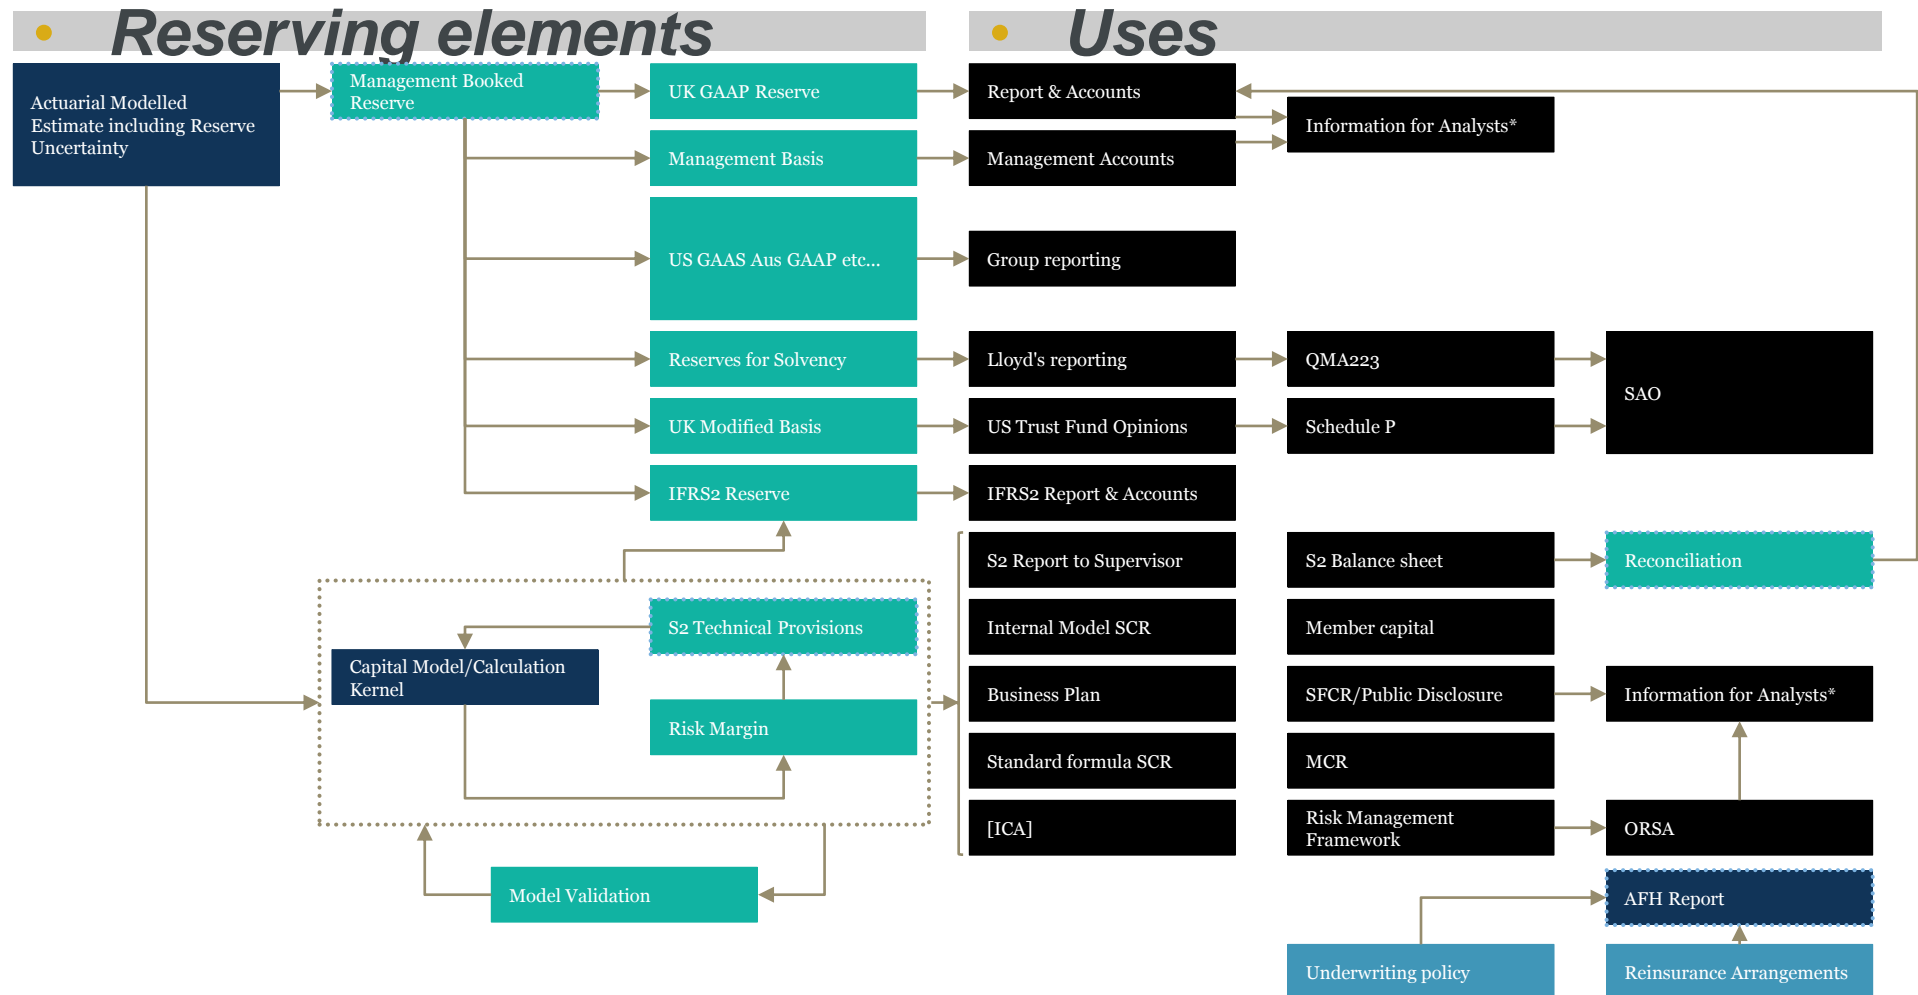 • Reserving elements
• Uses
Actuarial Modelled
Estimate including Reserve
Uncertainty
Management Booked
Reserve
UK GAAP Reserve
Report & Accounts
Information for Analysts*
Management Basis
Management Accounts
US GAAS Aus GAAP etc...
Group reporting
Reserves for Solvency
Lloyd's reporting
QMA223
SAO
UK Modified Basis
US Trust Fund Opinions
Schedule P
IFRS2 Reserve
IFRS2 Report & Accounts
S2 Report to Supervisor
S2 Balance sheet
Reconciliation
S2 Technical Provisions
Internal Model SCR
Member capital
Capital Model/Calculation
Kernel
Business Plan
SFCR/Public Disclosure
Information for Analysts*
Risk Margin
Standard formula SCR
MCR
[ICA]
Risk Management
Framework
ORSA
Model Validation
AFH Report
Underwriting policy
Reinsurance Arrangements